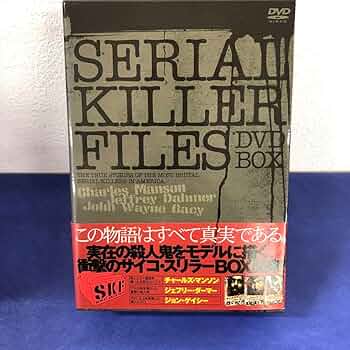 DVD
VIDEO
SERIAL
KILLER
FILES
DVD
BOX
THE TRUE STORIES OF THE MOST BRUTAL
SERIAL KILLERS IN AMERICA
Charles Manson
Jeffrey Dahmer
John Wayne Gacy
この物語はすべて真実である
実在の殺人鬼をモデルに
衝撃のサイコ・スリラーBOX
SKF
チャールズ・マンソン
ジェフリー・ダーマー
ジョン・ゲイシー